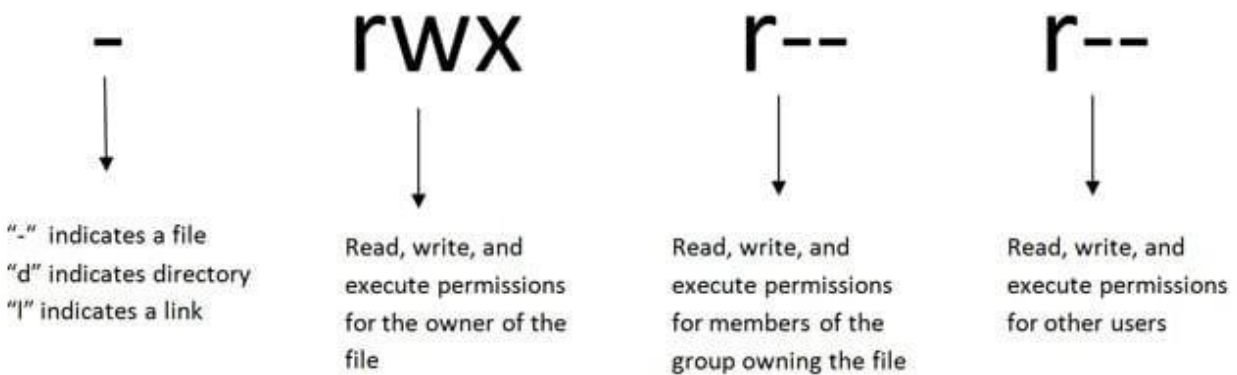 - rwx r-- r--
"-" indicates a file
"d" indicates directory
"l" indicates a link
Read, write, and
execute permissions
for the owner of the
file
Read, write, and
execute permissions
for members of the
group owning the file
Read, write, and
execute permissions
for other users